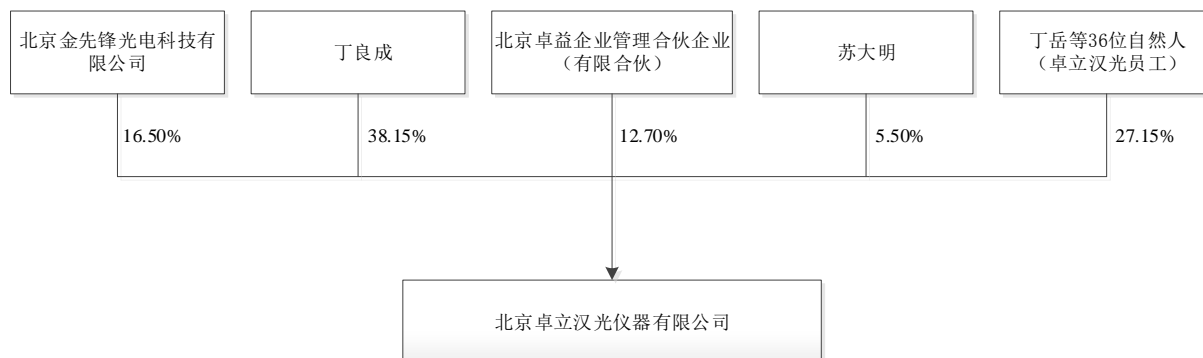 北京金先锋光电科技有
限公司
丁良成
北京卓益企业管理合伙企业
（有限合伙）
苏大明
丁岳等36位自然人
（卓立汉光员工）
16.50%
38.15%
12.70%
5.50%
27.15%
北京卓立汉光仪器有限公司